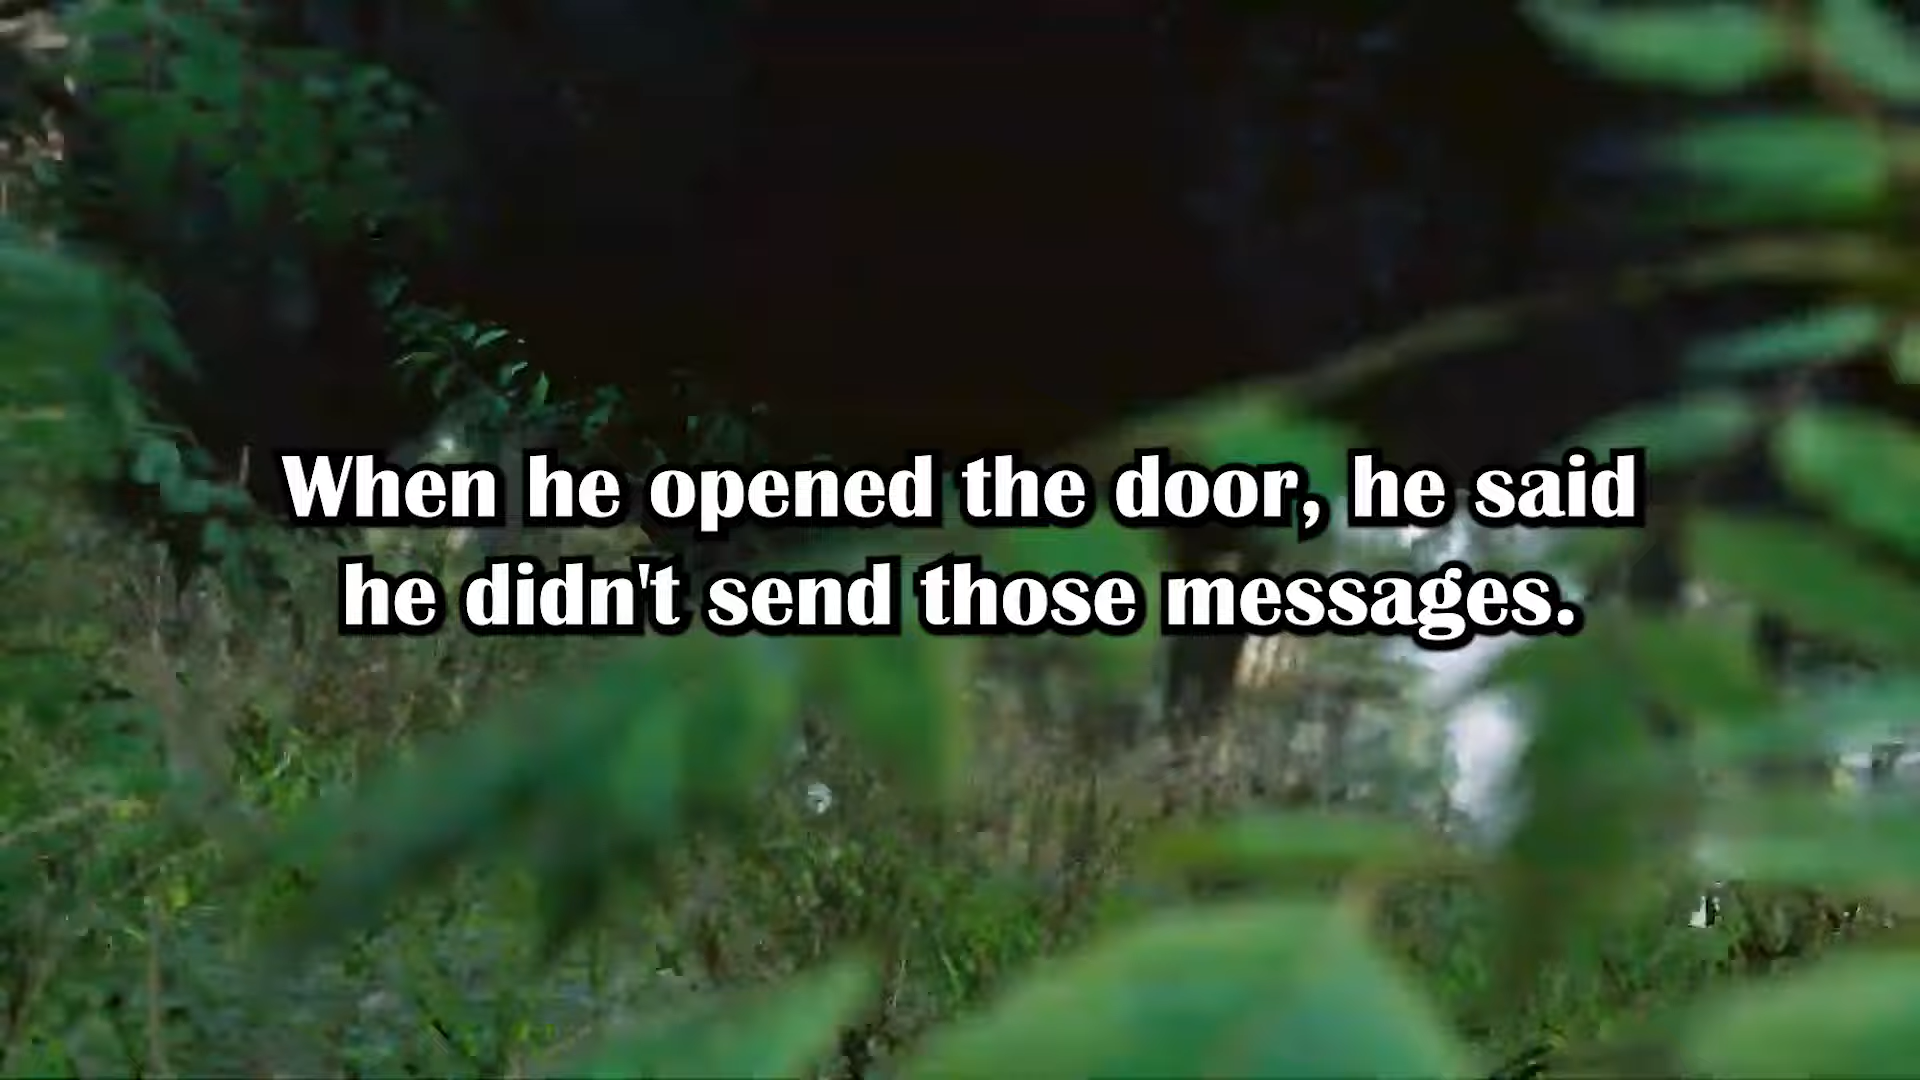 When he opened the door, he said
he didn't send those messages.